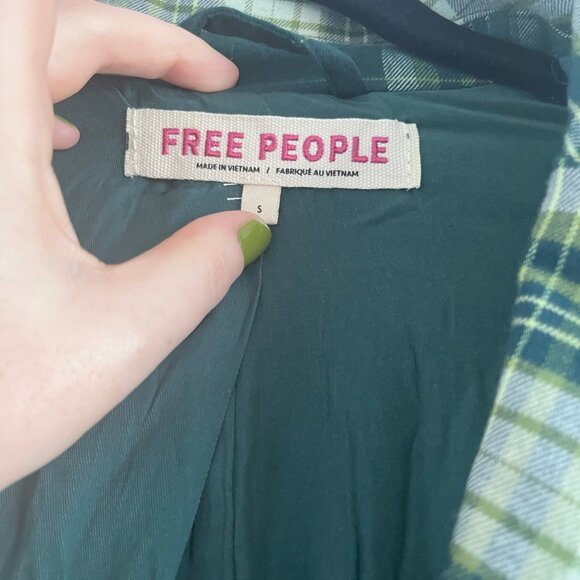 FREE PEOPLE
MADE IN VIETNAM / FABRIQUÉ AU VIETNAM
S